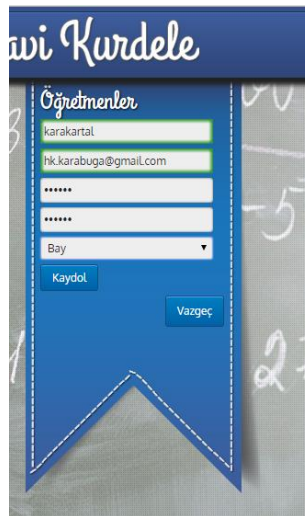 avi Kurdele
Öğretmenler
karakartal
hk.karabuga@gmail.com
••••••
••••••
Bay
Kaydol
Vazgeç